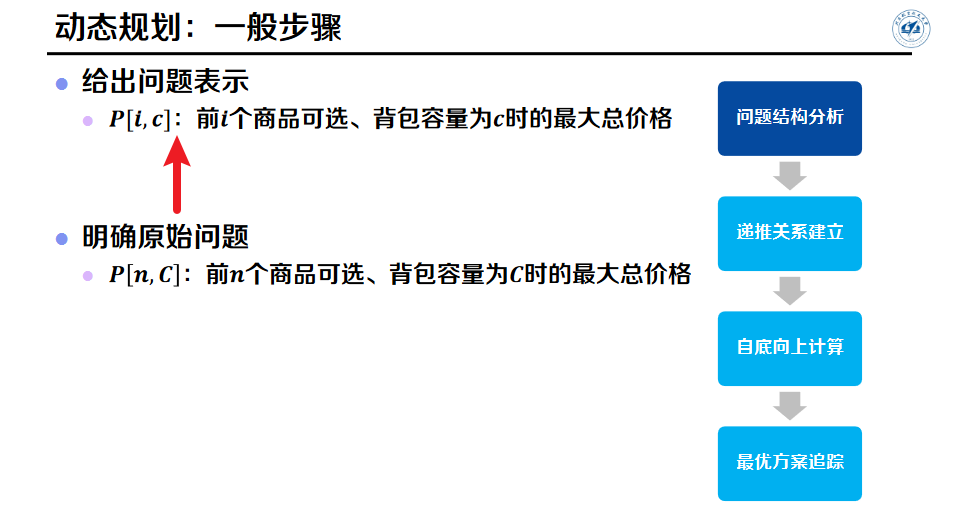 动态规划：一般步骤
给出问题表示
P[i, c]：前i个商品可选、背包容量为c时的最大总价格
明确原始问题
P[n, C]：前n个商品可选、背包容量为C时的最大总价格
问题结构分析
递推关系建立
自底向上计算
最优方案追踪